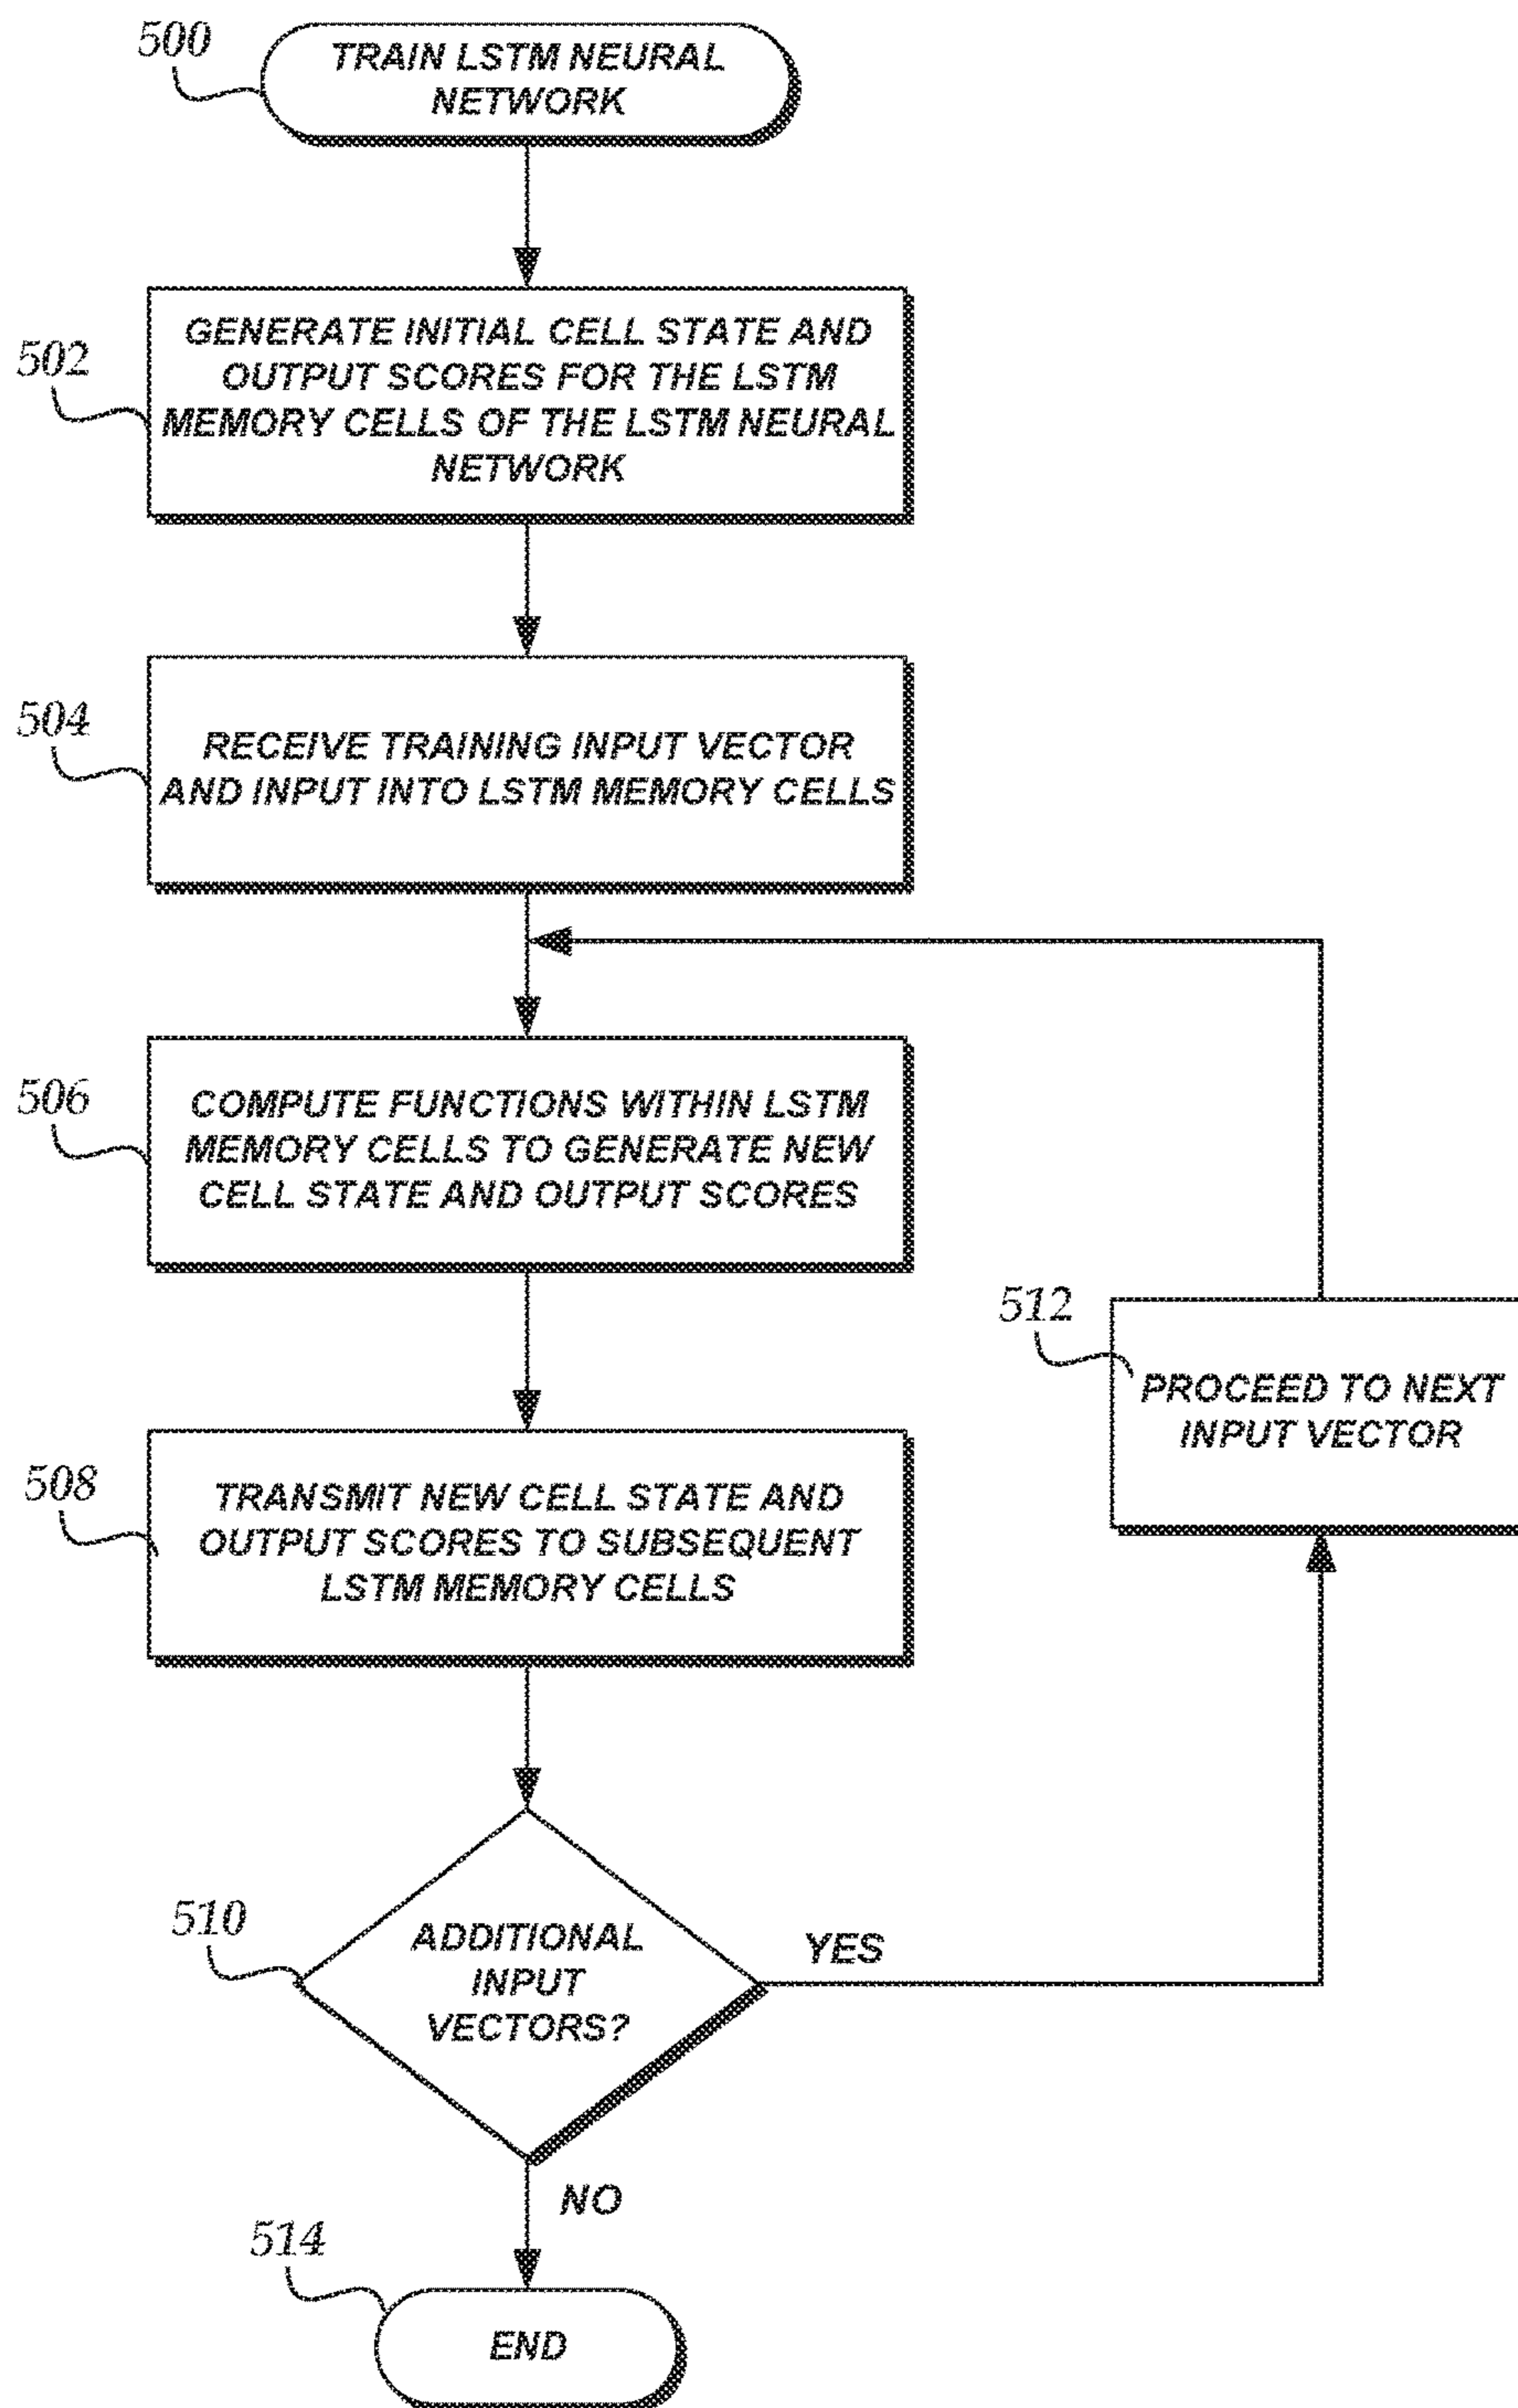 500
TRAIN LSTM NEURAL
NETWORK
502
GENERATE INITIAL CELL STATE AND
OUTPUT SCORES FOR THE LSTM
MEMORY CELLS OF THE LSTM NEURAL
NETWORK
504
RECEIVE TRAINING INPUT VECTOR
AND INPUT INTO LSTM MEMORY CELLS
506
COMPUTE FUNCTIONS WITHIN LSTM
MEMORY CELLS TO GENERATE NEW
CELL STATE AND OUTPUT SCORES
512
PROCEED TO NEXT
INPUT VECTOR
508
TRANSMIT NEW CELL STATE AND
OUTPUT SCORES TO SUBSEQUENT
LSTM MEMORY CELLS
510
ADDITIONAL
INPUT
VECTORS?
YES
NO
514
END